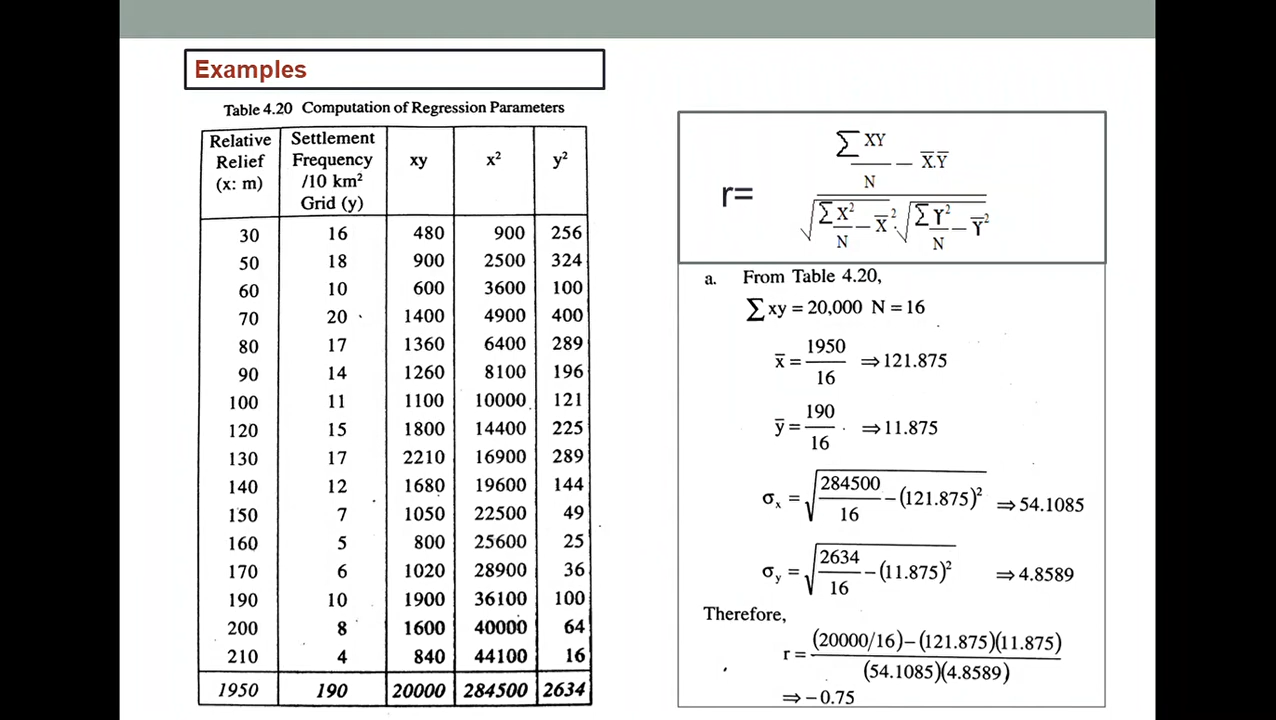 Examples
Table 4.20 Computation of Regression Parameters
Relative Relief (x: m) Settlement Frequency /10 km² Grid (y) xy x² y²
30 16 480 900 256
50 18 900 2500 324
60 10 600 3600 100
70 20 1400 4900 400
80 17 1360 6400 289
90 14 1260 8100 196
100 11 1100 10000 121
120 15 1800 14400 225
130 17 2210 16900 289
140 12 1680 19600 144
150 7 1050 22500 49
160 5 800 25600 25
170 6 1020 28900 36
190 10 1900 36100 100
200 8 1600 40000 64
210 4 840 44100 16
1950 190 20000 284500 2634
r= (∑XY/N − X̅.Y̅) / (√(∑X²/N − X̅²) . √(∑Y²/N − Y̅²))
a. From Table 4.20,
∑xy = 20,000 N = 16
x̅ = 1950/16 ⇒ 121.875
y̅ = 190/16 ⇒ 11.875
σx = √(284500/16 − (121.875)²) ⇒ 54.1085
σy = √(2634/16 − (11.875)²) ⇒ 4.8589
Therefore,
r = ((20000/16) − (121.875)(11.875)) / ((54.1085)(4.8589))
⇒ − 0.75